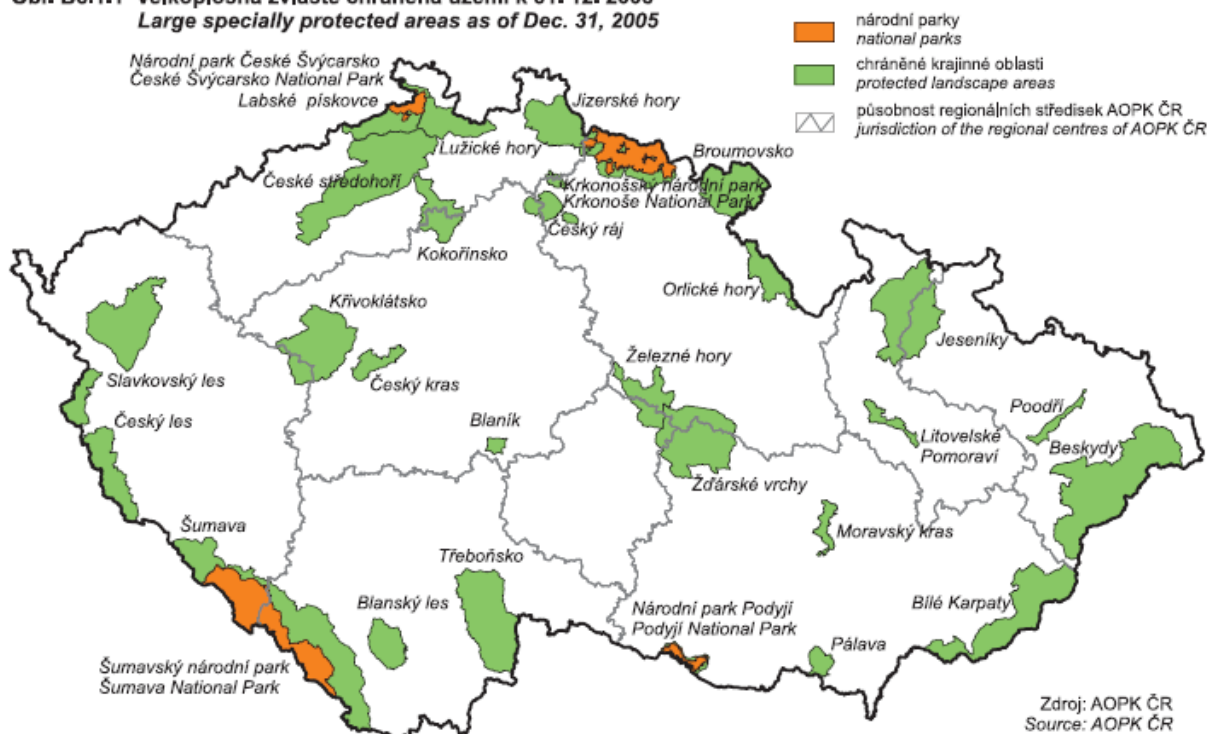 Large specially protected areas as of Dec. 31, 2005
národní parky
national parks
chráněné krajinné oblasti
protected landscape areas
působnost regionálních středisek AOPK ČR
jurisdiction of the regional centres of AOPK ČR
Národní park České Švýcarsko
České Švýcarsko National Park
Labské pískovce
Jizerské hory
Lužické hory
Broumovsko
České středohoří
Krkonošský národní park
Krkonoše National Park
Český ráj
Kokořínsko
Orlické hory
Křivoklátsko
Jeseníky
Železné hory
Slavkovský les
Český kras
Poodří
Český les
Blaník
Litovelské
Pomoraví
Beskydy
Žďárské vrchy
Šumava
Moravský kras
Třeboňsko
Blanský les
Národní park Podyjí
Podyjí National Park
Bílé Karpaty
Pálava
Šumavský národní park
Šumava National Park
Zdroj: AOPK ČR
Source: AOPK ČR